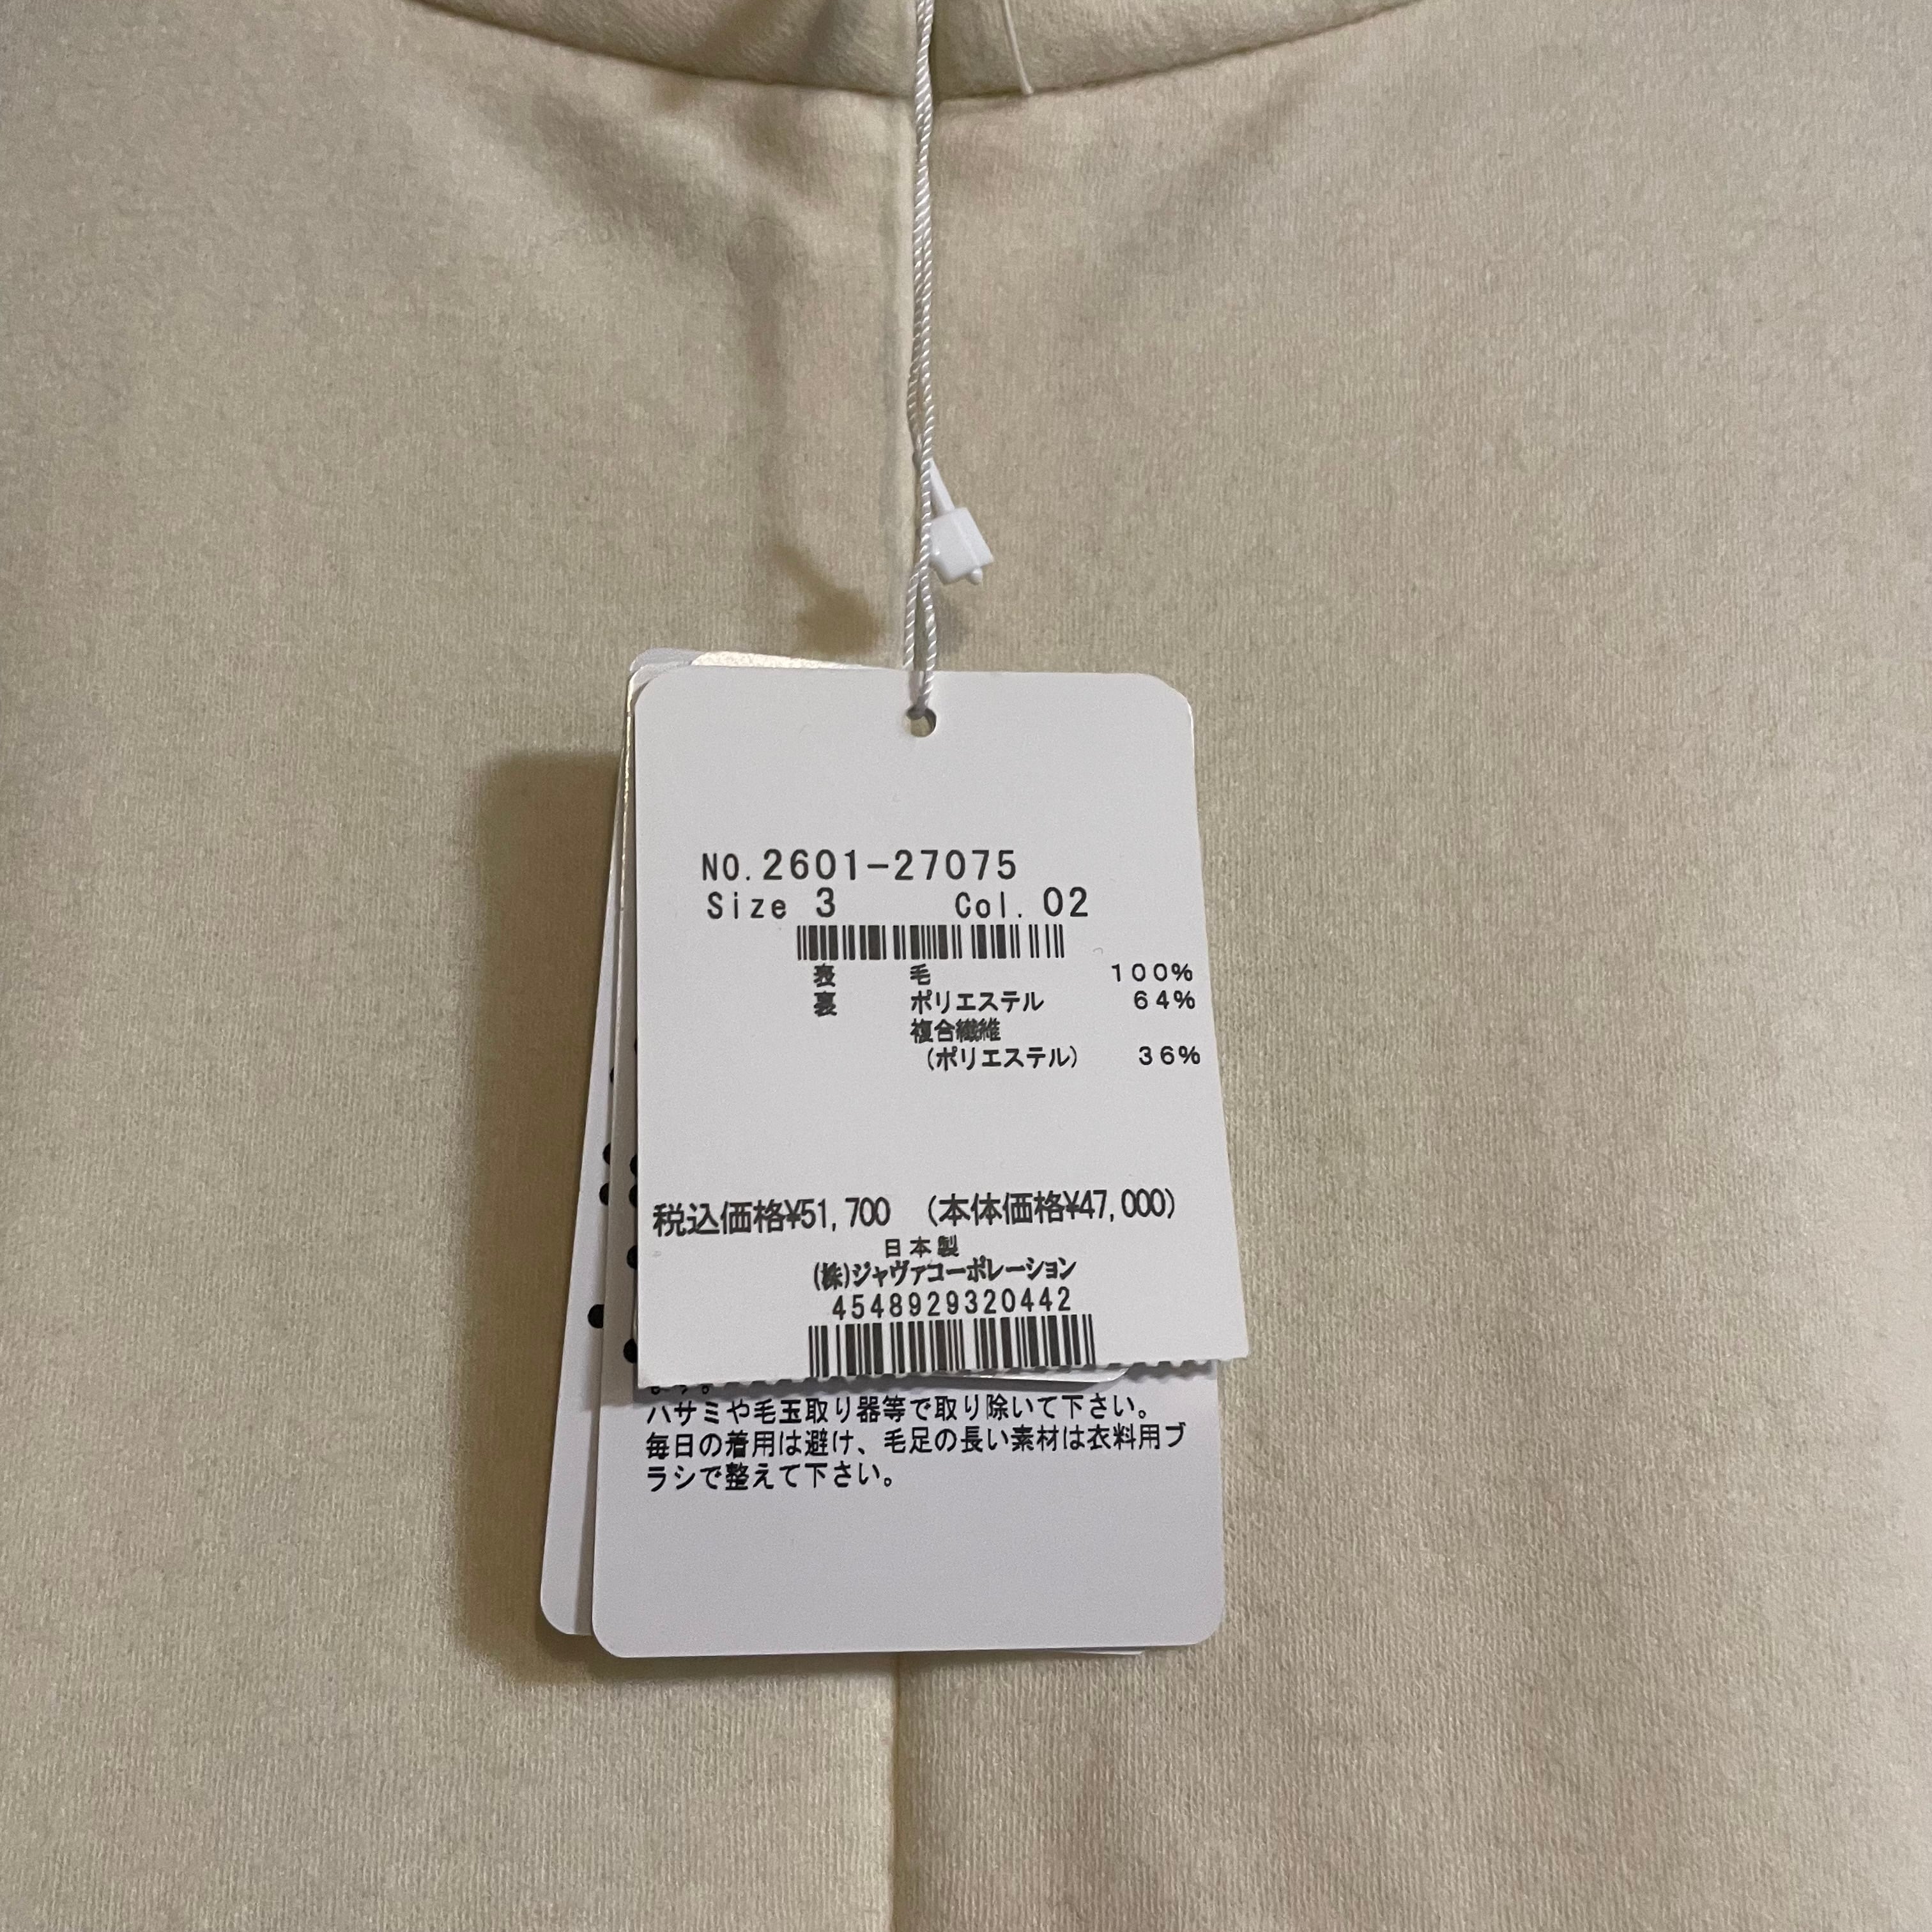 NO.2601-27075
Size 3 Col.02
表 毛 100%
裏 ポリエステル 64%
複合繊維
(ポリエステル) 36%
税込価格¥51,700 (本体価格¥47,000)
日本製
(株)ジャヴァコーポレーション
4548929320442
ハサミや毛玉取り器等で取り除いて下さい。
毎日の着用は避け、毛足の長い素材は衣料用ブ
ラシで整えて下さい。